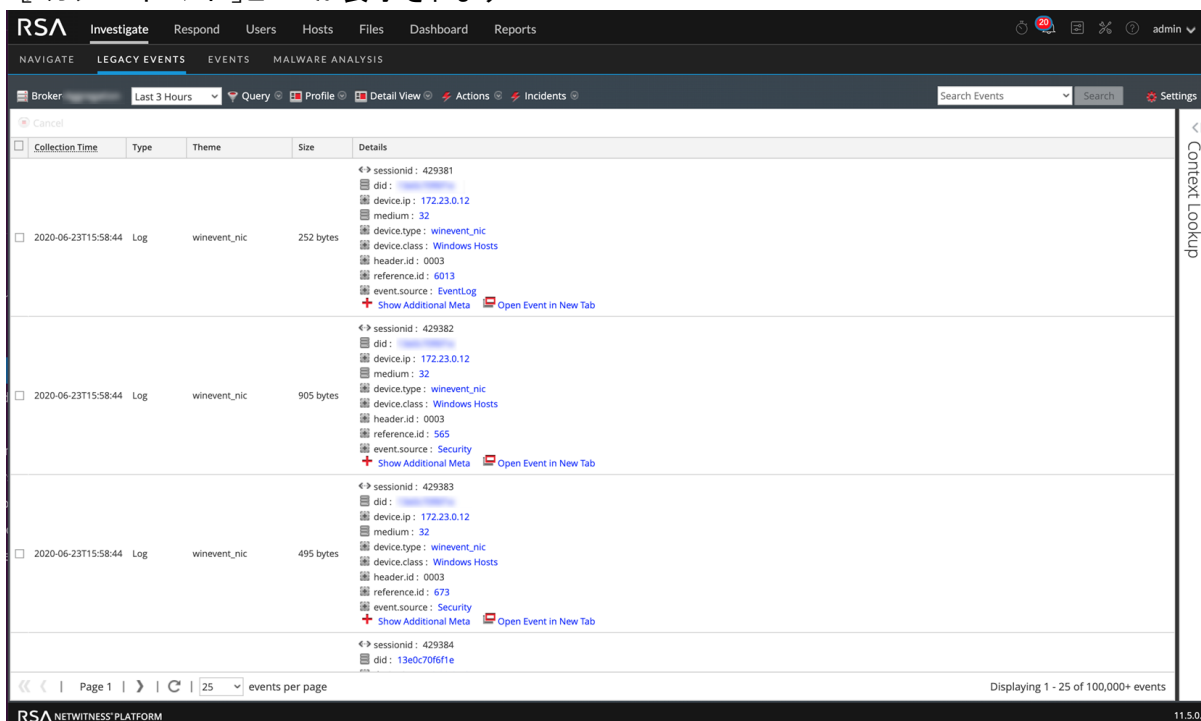 RSA Investigate Respond Users Hosts Files Dashboard Reports 20 admin
NAVIGATE LEGACY EVENTS EVENTS MALWARE ANALYSIS
Broker Last 3 Hours Query Profile Detail View Actions Incidents Search Events Search Settings
Cancel
Context Lookup
Collection Time Type Theme Size Details
sessionid : 429381
did :
device.ip : 172.23.0.12
medium : 32
device.type : winevent_nic
2020-06-23T15:58:44 Log winevent_nic 252 bytes
device.class : Windows Hosts
header.id : 0003
reference.id : 6013
event.source : EventLog
Show Additional Meta Open Event in New Tab
sessionid : 429382
did :
device.ip : 172.23.0.12
medium : 32
device.type : winevent_nic
2020-06-23T15:58:44 Log winevent_nic 905 bytes
device.class : Windows Hosts
header.id : 0003
reference.id : 565
event.source : Security
Show Additional Meta Open Event in New Tab
sessionid : 429383
did :
device.ip : 172.23.0.12
medium : 32
device.type : winevent_nic
2020-06-23T15:58:44 Log winevent_nic 495 bytes
device.class : Windows Hosts
header.id : 0003
reference.id : 673
event.source : Security
Show Additional Meta Open Event in New Tab
sessionid : 429384
did : 13e0c70f6f1e
Page 1 25 events per page Displaying 1 - 25 of 100,000+ events
RSA NETWITNESS® PLATFORM 11.5.0